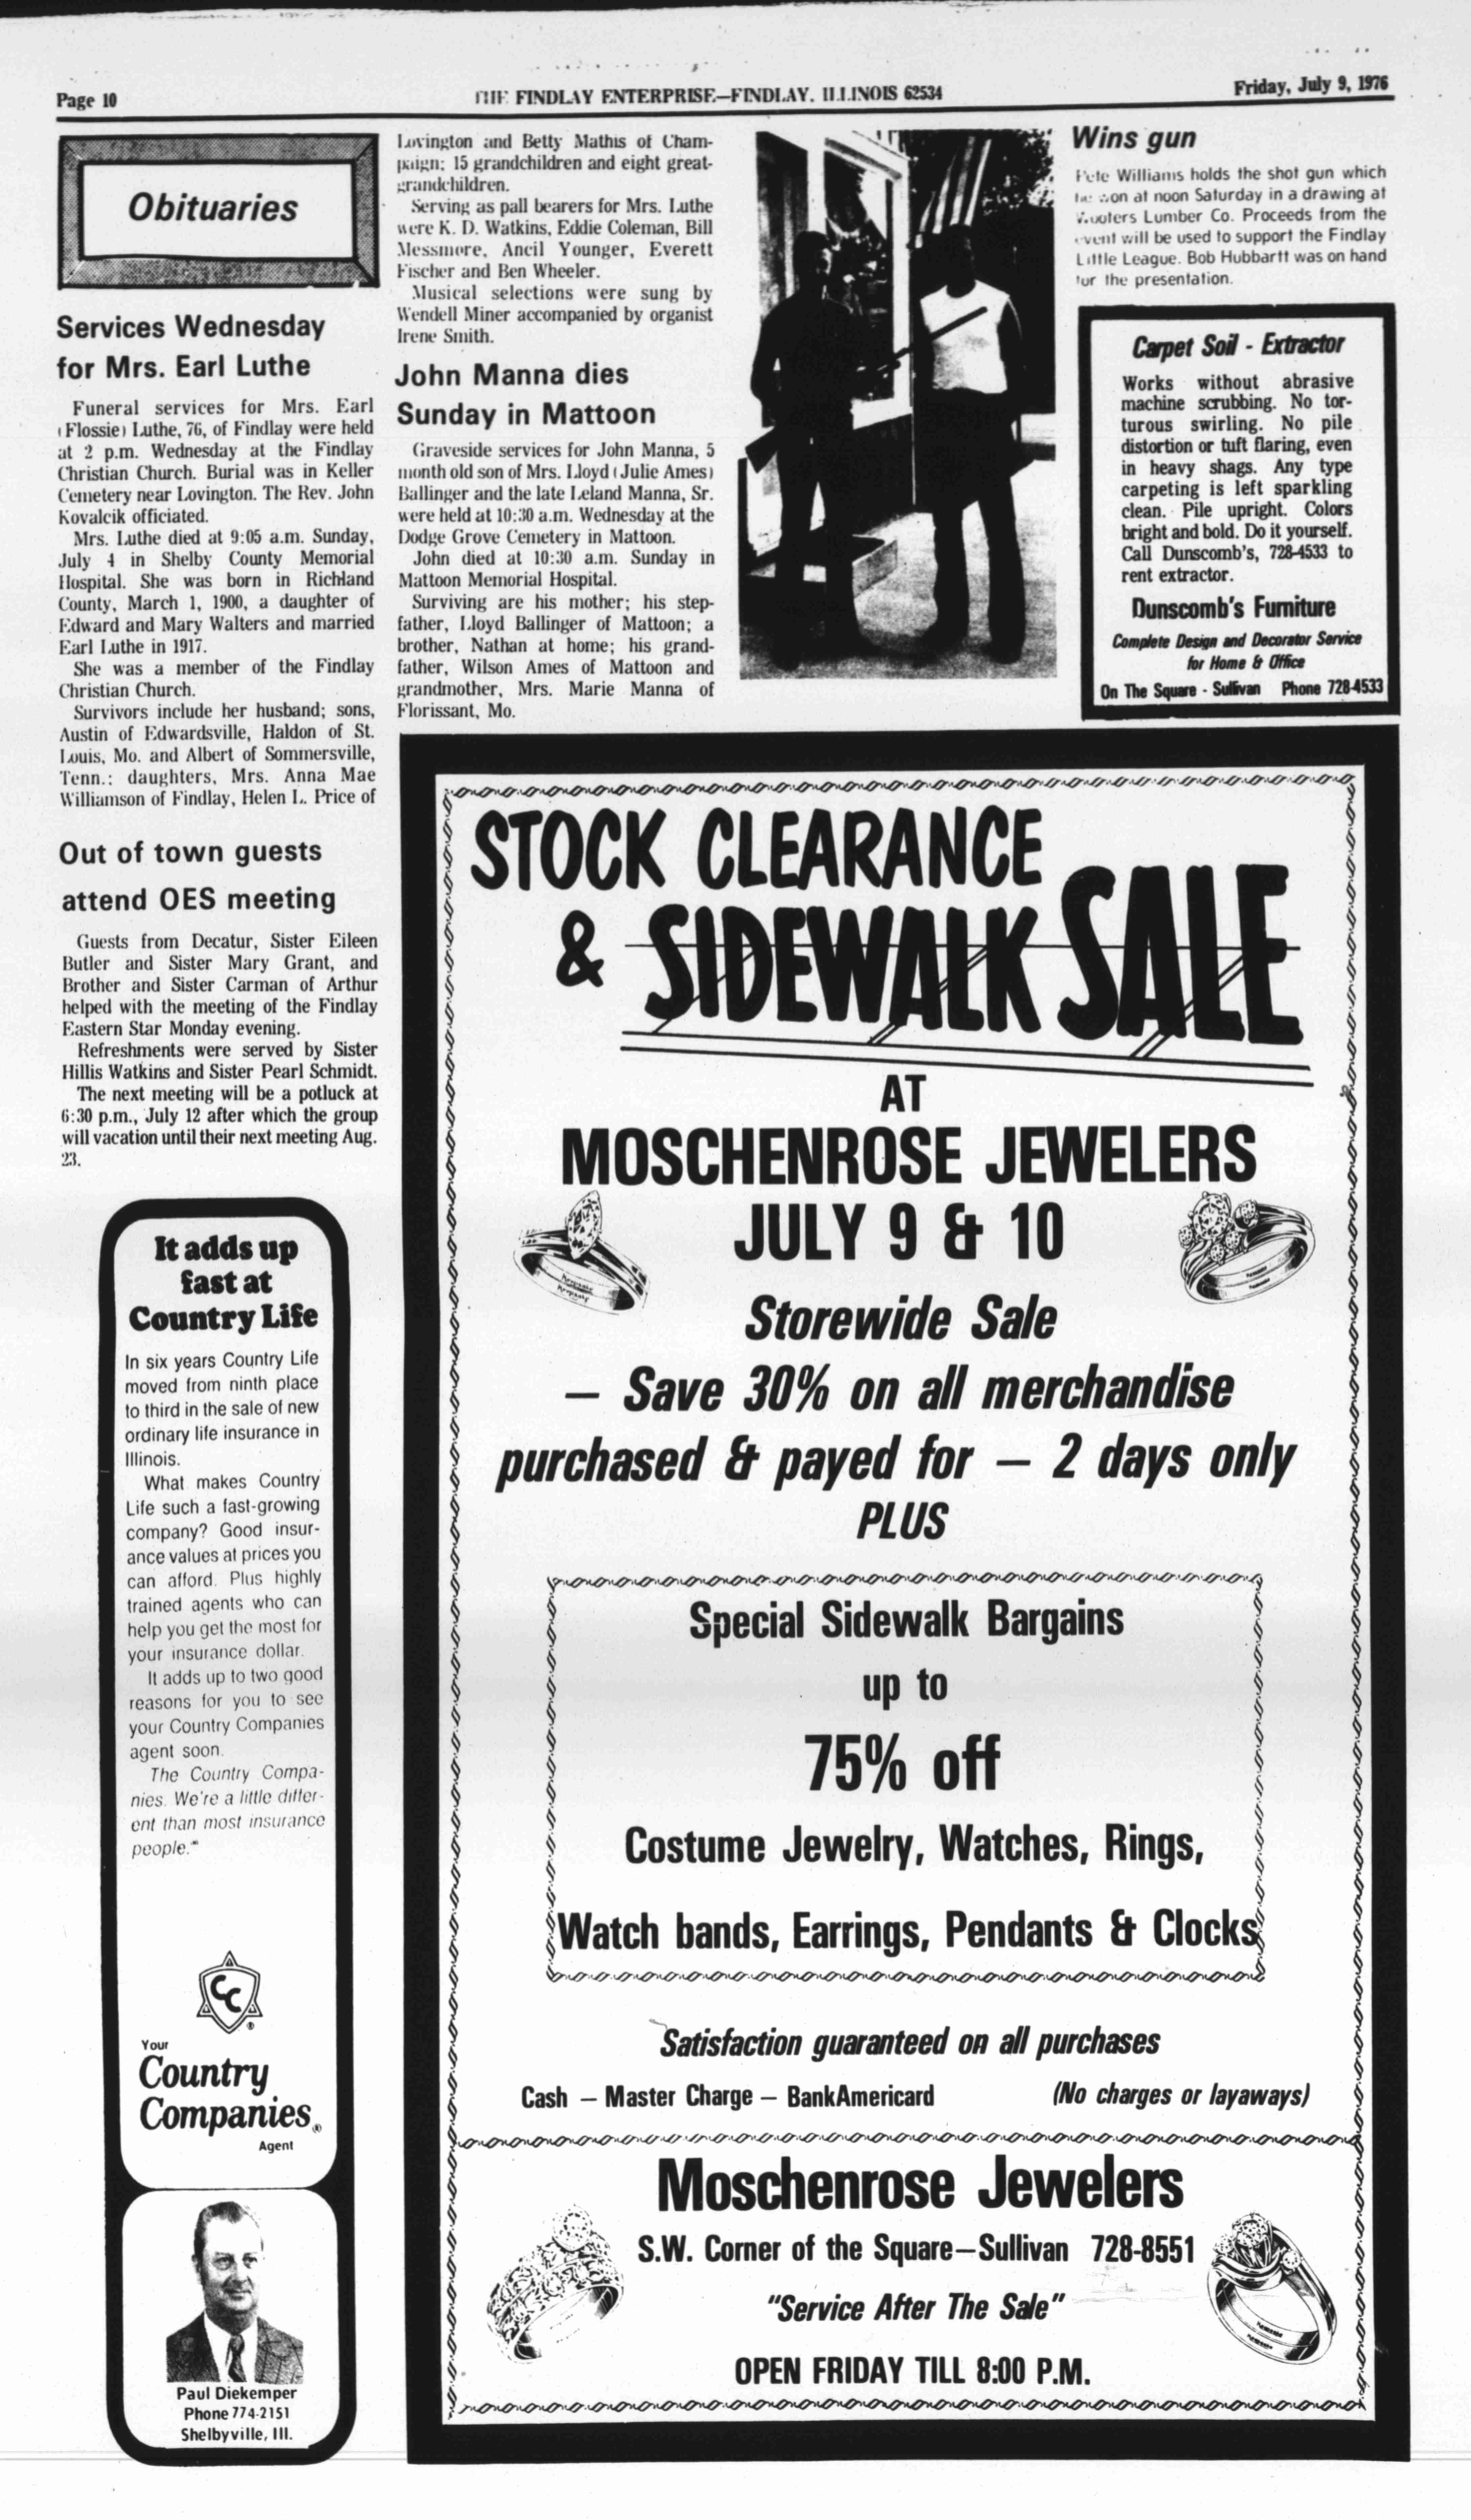 Page 10
THE FINDLAY ENTERPRISE—FINDLAY, ILLINOIS 62534
Friday, July 9, 1976
Obituaries
Services Wednesday
for Mrs. Earl Luthe
Funeral services for Mrs. Earl
(Flossie) Luthe, 76, of Findlay were held
at 2 p.m. Wednesday at the Findlay
Christian Church. Burial was in Keller
Cemetery near Lovington. The Rev. John
Kovalcik officiated.
Mrs. Luthe died at 9:05 a.m. Sunday,
July 4 in Shelby County Memorial
Hospital. She was born in Richland
County, March 1, 1900, a daughter of
Edward and Mary Walters and married
Earl Luthe in 1917.
She was a member of the Findlay
Christian Church.
Survivors include her husband; sons,
Austin of Edwardsville, Haldon of St.
Louis, Mo. and Albert of Sommersville,
Tenn.; daughters, Mrs. Anna Mae
Williamson of Findlay, Helen L. Price of
Lovington and Betty Mathis of Cham-
paign; 15 grandchildren and eight great-
grandchildren.
Serving as pall bearers for Mrs. Luthe
were K. D. Watkins, Eddie Coleman, Bill
Messmore, Ancil Younger, Everett
Fischer and Ben Wheeler.
Musical selections were sung by
Wendell Miner accompanied by organist
Irene Smith.
John Manna dies
Sunday in Mattoon
Graveside services for John Manna, 5
month old son of Mrs. Lloyd (Julie Ames)
Ballinger and the late Leland Manna, Sr.
were held at 10:30 a.m. Wednesday at the
Dodge Grove Cemetery in Mattoon.
John died at 10:30 a.m. Sunday in
Mattoon Memorial Hospital.
Surviving are his mother; his step-
father, Lloyd Ballinger of Mattoon; a
brother, Nathan at home; his grand-
father, Wilson Ames of Mattoon and
grandmother, Mrs. Marie Manna of
Florissant, Mo.
Wins gun
Pete Williams holds the shot gun which
he won at noon Saturday in a drawing at
Wooters Lumber Co. Proceeds from the
event will be used to support the Findlay
Little League. Bob Hubbartt was on hand
for the presentation.
Carpet Soil - Extractor
Works without abrasive
machine scrubbing. No tor-
turous swirling. No pile
distortion or tuft flaring, even
in heavy shags. Any type
carpeting is left sparkling
clean. Pile upright. Colors
bright and bold. Do it yourself.
Call Dunscomb's, 728-4533 to
rent extractor.
Dunscomb's Furniture
Complete Design and Decorator Service
for Home & Office
On The Square - Sullivan Phone 728-4533
Out of town guests
attend OES meeting
Guests from Decatur, Sister Eileen
Butler and Sister Mary Grant, and
Brother and Sister Carman of Arthur
helped with the meeting of the Findlay
Eastern Star Monday evening.
Refreshments were served by Sister
Hillis Watkins and Sister Pearl Schmidt.
The next meeting will be a potluck at
6:30 p.m., July 12 after which the group
will vacation until their next meeting Aug.
23.
It adds up
fast at
Country Life
In six years Country Life
moved from ninth place
to third in the sale of new
ordinary life insurance in
Illinois.
What makes Country
Life such a fast-growing
company? Good insur-
ance values at prices you
can afford. Plus highly
trained agents who can
help you get the most for
your insurance dollar.
It adds up to two good
reasons for you to see
your Country Companies
agent soon.
The Country Compa-
nies. We're a little differ-
ent than most insurance
people."
CC
Your
Country
Companies®
Agent
Paul Diekemper
Phone 774-2151
Shelbyville, Ill.
STOCK CLEARANCE
& SIDEWALK SALE
AT
MOSCHENROSE JEWELERS
JULY 9 & 10
Storewide Sale
— Save 30% on all merchandise
purchased & payed for — 2 days only
PLUS
Special Sidewalk Bargains
up to
75% off
Costume Jewelry, Watches, Rings,
Watch bands, Earrings, Pendants & Clocks
Satisfaction guaranteed on all purchases
Cash — Master Charge — BankAmericard (No charges or layaways)
Moschenrose Jewelers
S.W. Corner of the Square—Sullivan 728-8551
"Service After The Sale"
OPEN FRIDAY TILL 8:00 P.M.